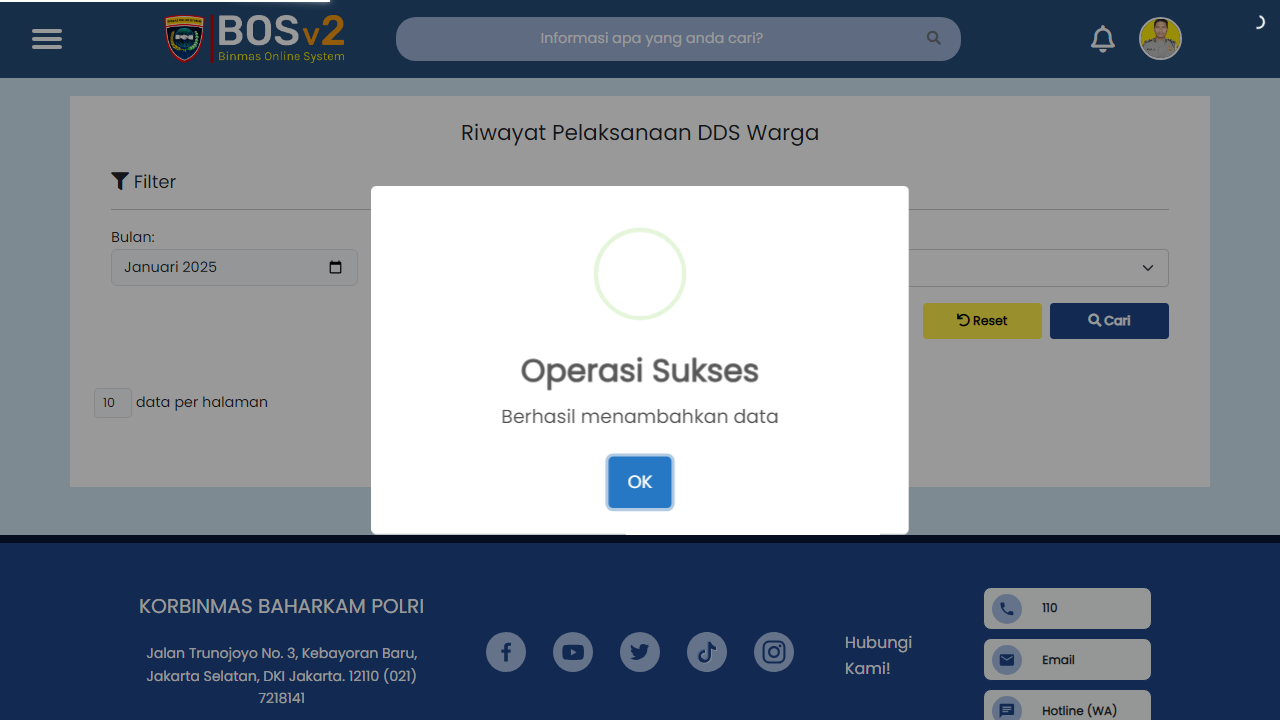 BOSv2
Binmas Online System
Informasi apa yang anda cari?
Riwayat Pelaksanaan DDS Warga
Filter
Bulan:
Januari 2025
Reset
Cari
10 data per halaman
Operasi Sukses
Berhasil menambahkan data
OK
KORBINMAS BAHARKAM POLRI
Jalan Trunojoyo No. 3, Kebayoran Baru,
Jakarta Selatan, DKI Jakarta. 12110 (021)
7218141
Hubungi
Kami!
110
Email
Hotline (WA)